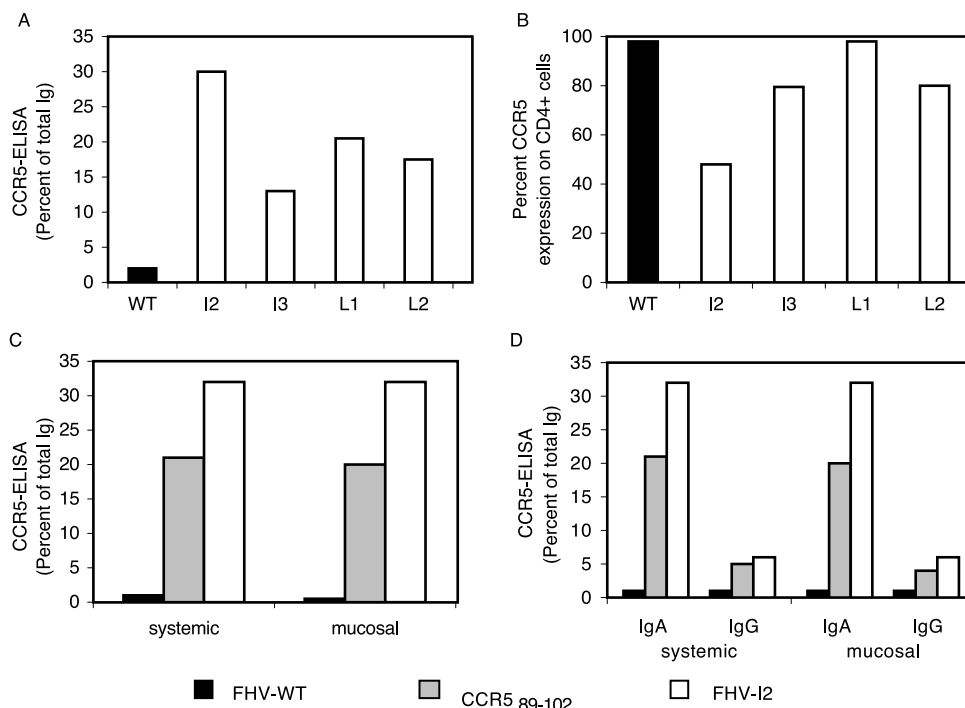 A
CCR5-ELISA
(Percent of total Ig)
35
30
25
20
15
10
5
0
WT I2 I3 L1 L2
B
Percent CCR5
expression on CD4+ cells
100
80
60
40
20
0
WT I2 I3 L1 L2
C
CCR5-ELISA
(Percent of total Ig)
35
30
25
20
15
10
5
0
systemic mucosal
D
CCR5-ELISA
(Percent of total Ig)
35
30
25
20
15
10
5
0
IgA IgG IgA IgG
systemic mucosal
FHV-WT CCR5 89-102 FHV-I2